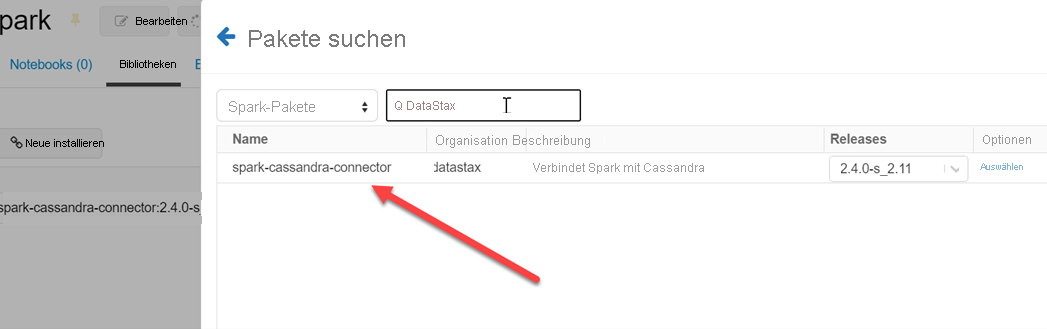 park
Bearbeiten
Notebooks (0)
Bibliotheken
Neue installieren
spark-cassandra-connector:2.4.0-s_
Pakete suchen
Spark-Pakete
Q DataStax
Name Organisation Beschreibung Releases Optionen
spark-cassandra-connector datastax Verbindet Spark mit Cassandra 2.4.0-s_2.11 Auswählen